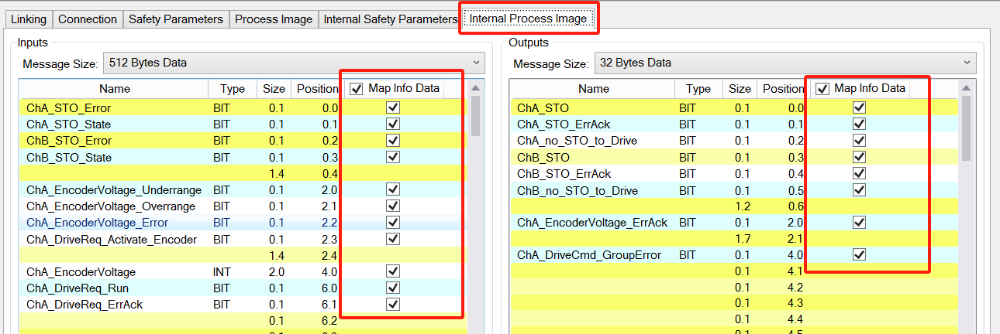 Linking Connection Safety Parameters Process Image Internal Safety Parameters Internal Process Image
Inputs
Message Size: 512 Bytes Data
Name Type Size Position Map Info Data
ChA_STO_Error BIT 0.1 0.0
ChA_STO_State BIT 0.1 0.1
ChB_STO_Error BIT 0.1 0.2
ChB_STO_State BIT 0.1 0.3
1.4 0.4
ChA_EncoderVoltage_Underrange BIT 0.1 2.0
ChA_EncoderVoltage_Overrange BIT 0.1 2.1
ChA_EncoderVoltage_Error BIT 0.1 2.2
ChA_DriveReq_Activate_Encoder BIT 0.1 2.3
1.4 2.4
ChA_EncoderVoltage INT 2.0 4.0
ChA_DriveReq_Run BIT 0.1 6.0
ChA_DriveReq_ErrAck BIT 0.1 6.1
0.1 6.2
Outputs
Message Size: 32 Bytes Data
Name Type Size Position Map Info Data
ChA_STO BIT 0.1 0.0
ChA_STO_ErrAck BIT 0.1 0.1
ChA_no_STO_to_Drive BIT 0.1 0.2
ChB_STO BIT 0.1 0.3
ChB_STO_ErrAck BIT 0.1 0.4
ChB_no_STO_to_Drive BIT 0.1 0.5
1.2 0.6
ChA_EncoderVoltage_ErrAck BIT 0.1 2.0
1.7 2.1
ChA_DriveCmd_GroupError BIT 0.1 4.0
0.1 4.1
0.1 4.2
0.1 4.3
0.1 4.4